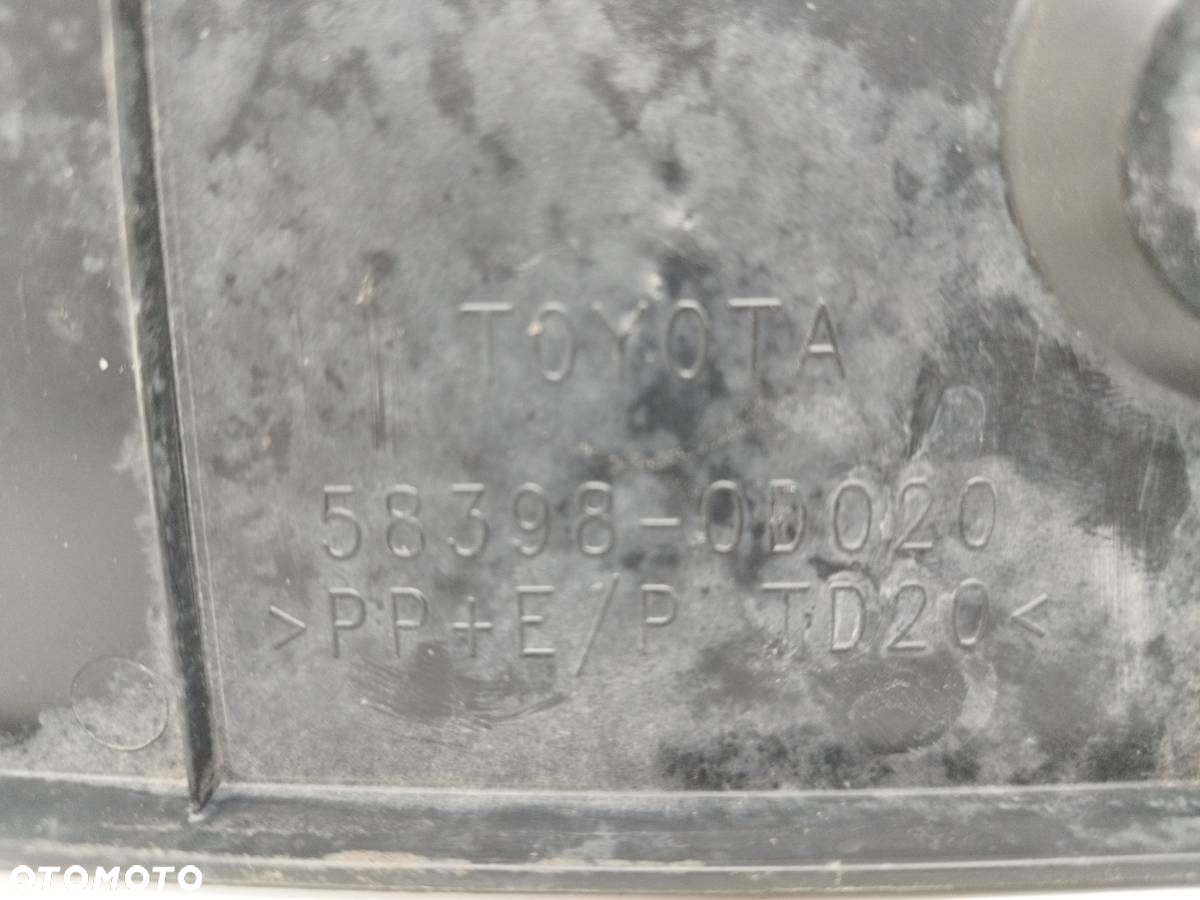 TOYOTA
58398-0D020
>PP+E/P TD20<
OTOMOTO